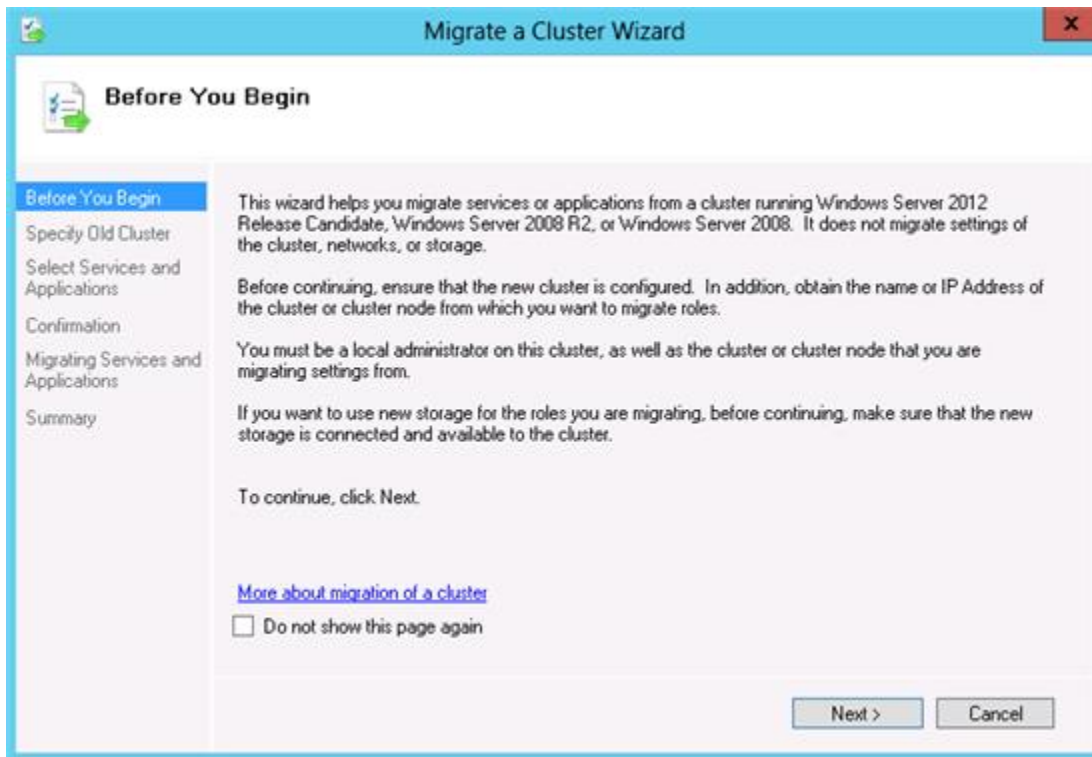 Migrate a Cluster Wizard
x
Before You Begin
Before You Begin
Specify Old Cluster
Select Services and
Applications
Confirmation
Migrating Services and
Applications
Summary
This wizard helps you migrate services or applications from a cluster running Windows Server 2012
Release Candidate, Windows Server 2008 R2, or Windows Server 2008. It does not migrate settings of
the cluster, networks, or storage.
Before continuing, ensure that the new cluster is configured. In addition, obtain the name or IP Address of
the cluster or cluster node from which you want to migrate roles.
You must be a local administrator on this cluster, as well as the cluster or cluster node that you are
migrating settings from.
If you want to use new storage for the roles you are migrating, before continuing, make sure that the new
storage is connected and available to the cluster.
To continue, click Next.
More about migration of a cluster
Do not show this page again
Next >
Cancel